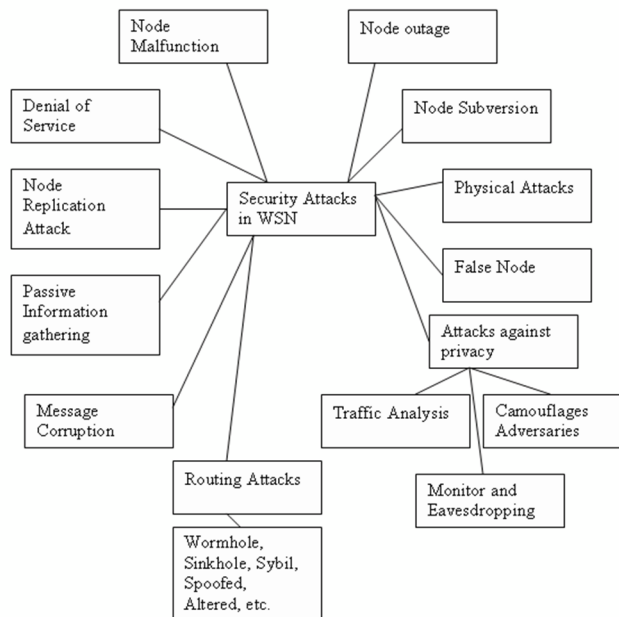 Node
Malfunction
Node outage
Denial of
Service
Node Subversion
Node
Replication
Attack
Security Attacks
in WSN
Physical Attacks
Passive
Information
gathering
False Node
Attacks against
privacy
Message
Corruption
Traffic Analysis
Camouflages
Adversaries
Routing Attacks
Monitor and
Eavesdropping
Wormhole,
Sinkhole, Sybil,
Spoofed,
Altered, etc.